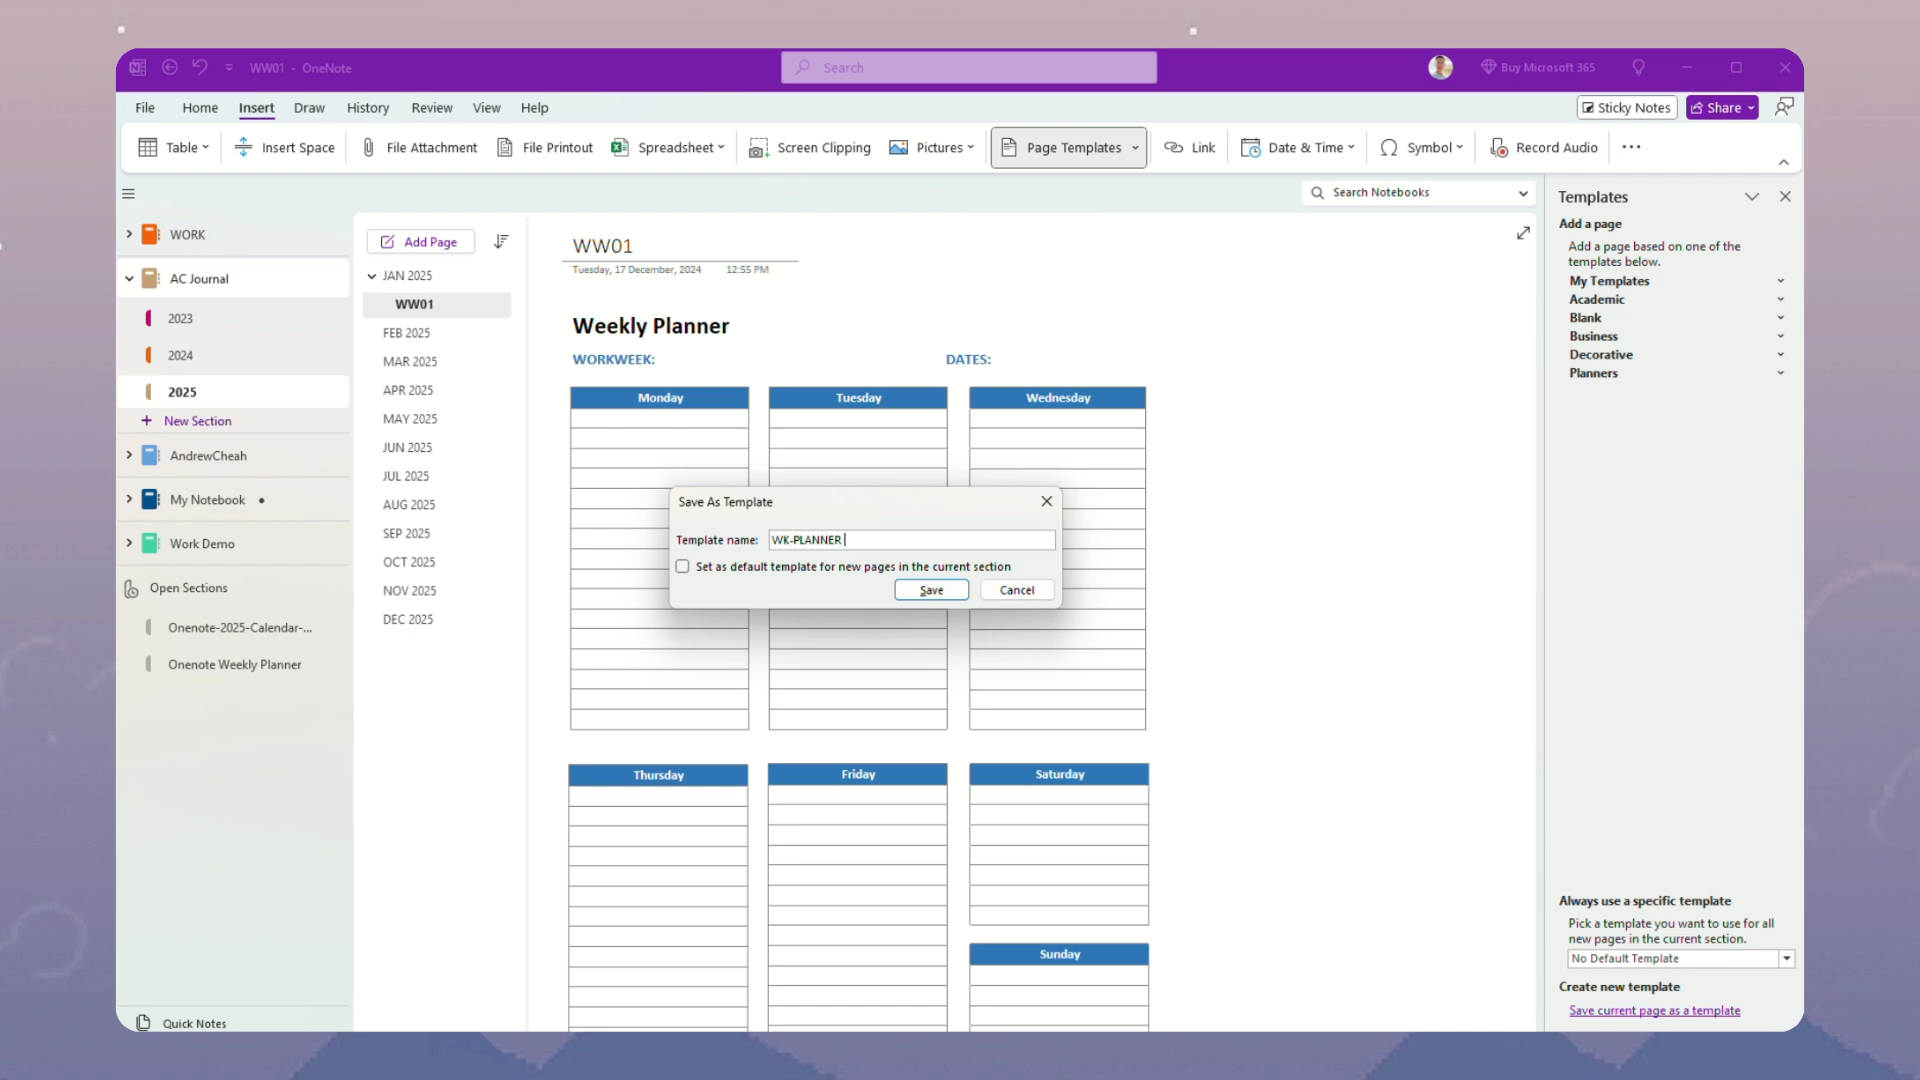 WW01 - OneNote
Search
Buy Microsoft 365
File Home Insert Draw History Review View Help
Sticky Notes
Share
Table
Insert Space
File Attachment
File Printout
Spreadsheet
Screen Clipping
Pictures
Page Templates
Link
Date & Time
Symbol
Record Audio
Search Notebooks
WORK
AC Journal
2023
2024
2025
+ New Section
AndrewCheah
My Notebook
Work Demo
Open Sections
Onenote-2025-Calendar-...
Onenote Weekly Planner
Quick Notes
Add Page
JAN 2025
WW01
FEB 2025
MAR 2025
APR 2025
MAY 2025
JUN 2025
JUL 2025
AUG 2025
SEP 2025
OCT 2025
NOV 2025
DEC 2025
WW01
Tuesday, 17 December, 2024 12:55 PM
Weekly Planner
WORKWEEK: DATES:
Monday Tuesday Wednesday
Save As Template
Template name: WK-PLANNER
Set as default template for new pages in the current section
Save Cancel
Thursday Friday Saturday
Sunday
Templates
Add a page
Add a page based on one of the
templates below.
My Templates
Academic
Blank
Business
Decorative
Planners
Always use a specific template
Pick a template you want to use for all
new pages in the current section.
No Default Template
Create new template
Save current page as a template